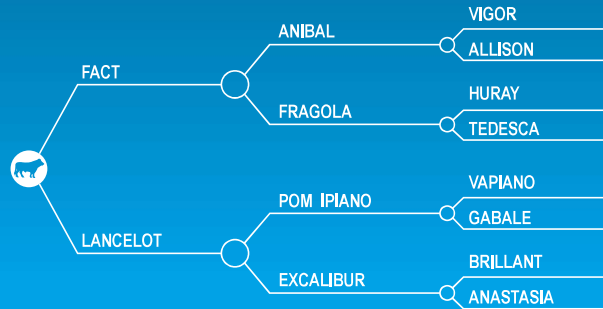 VIGOR
ANIBAL
ALLISON
FACT
HURAY
FRAGOLA
TEDESCA
VAPIANO
POM IPIANO
GABALE
LANCELOT
BRILLANT
EXCALIBUR
ANASTASIA